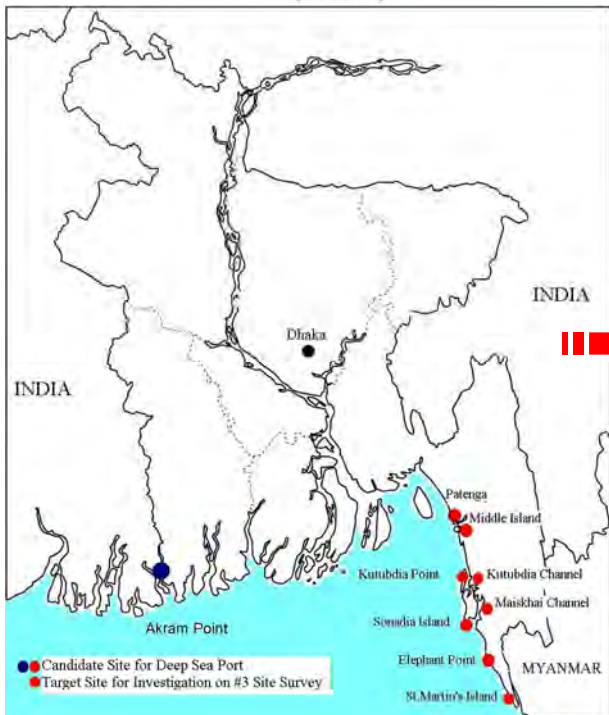 INDIA
Dhaka
INDIA
Patenga
Middle Island
Kutubdia Point
Kutubdia Channel
Maiskhai Channel
Sonadia Island
Akram Point
Elephant Point
MYANMAR
Candidate Site for Deep Sea Port
Target Site for Investigation on #3 Site Survey
St.Martin's Island